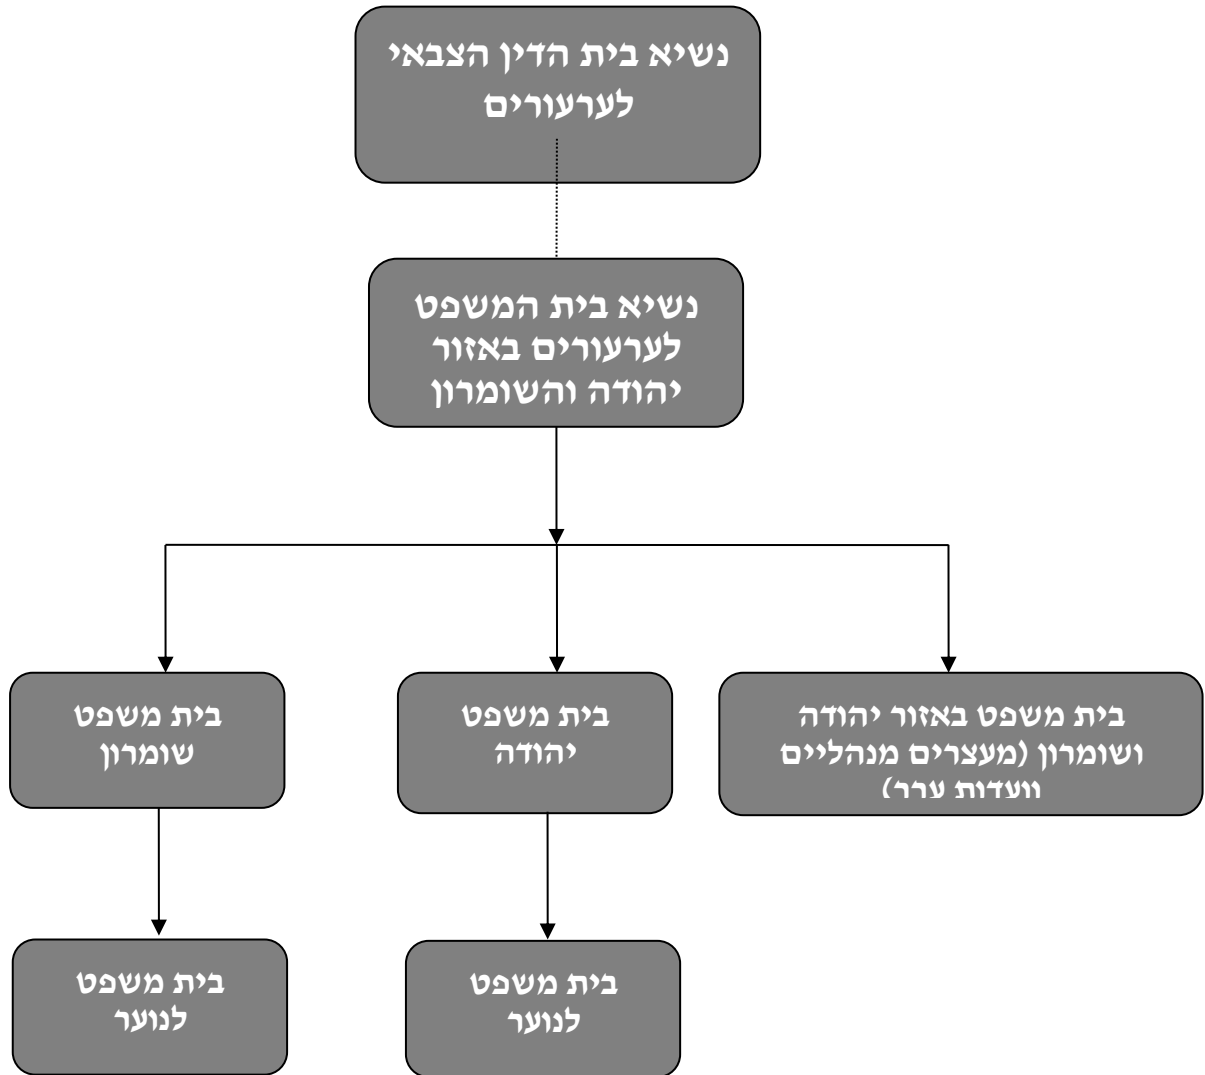 נשיא בית הדין הצבאי
לערעורים
נשיא בית המשפט
לערעורים באזור
יהודה והשומרון
בית משפט באזור יהודה
ושומרון (מעצרים מנהליים
וועדות ערר)
בית משפט
יהודה
בית משפט
שומרון
בית משפט
לנוער
בית משפט
לנוער